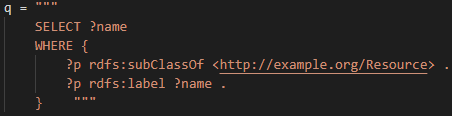 q = """
SELECT ?name
WHERE {
?p rdfs:subClassOf <http://example.org/Resource> .
?p rdfs:label ?name .
} """